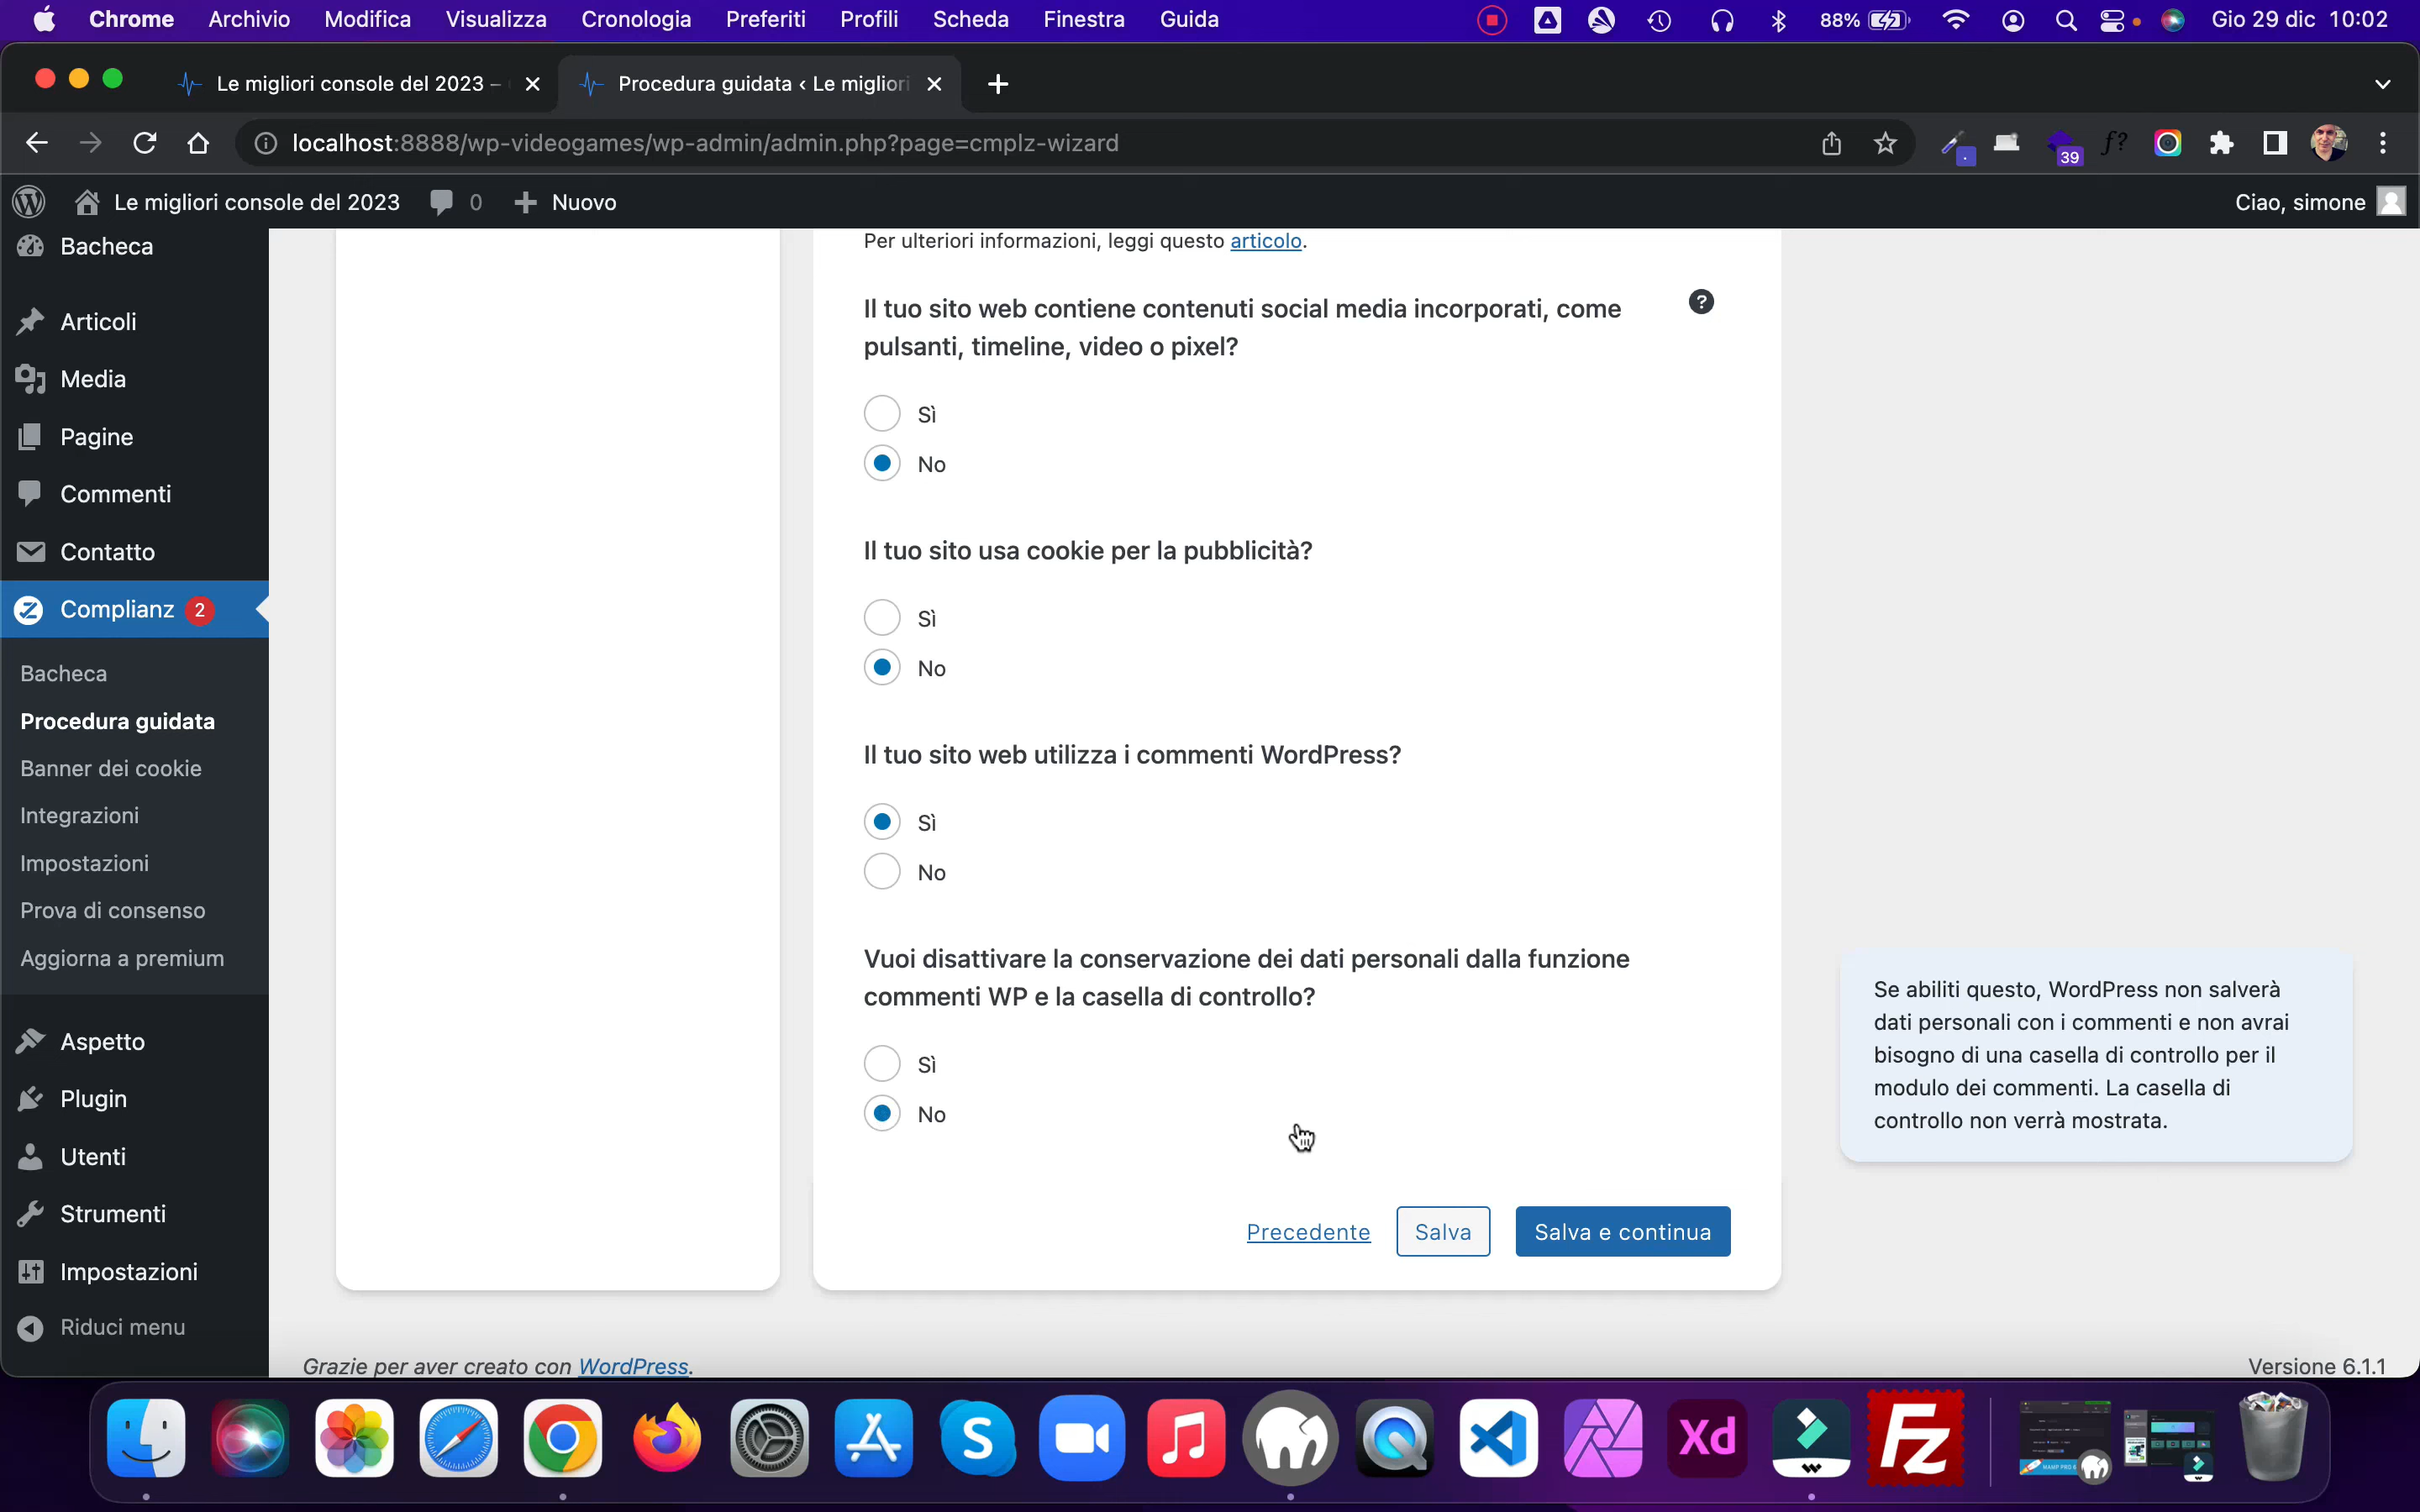 Chrome Archivio Modifica Visualizza Cronologia Preferiti Profili Scheda Finestra Guida 88% Gio 29 dic 10:02
Le migliori console del 2023 –
Procedura guidata ‹ Le migliori
localhost:8888/wp-videogames/wp-admin/admin.php?page=cmplz-wizard
39
f?
Le migliori console del 2023 0 Nuovo Ciao, simone
Bacheca
Articoli
Media
Pagine
Commenti
Contatto
Complianz 2
Bacheca
Procedura guidata
Banner dei cookie
Integrazioni
Impostazioni
Prova di consenso
Aggiorna a premium
Aspetto
Plugin
Utenti
Strumenti
Impostazioni
Riduci menu
Per ulteriori informazioni, leggi questo articolo.
Il tuo sito web contiene contenuti social media incorporati, come
pulsanti, timeline, video o pixel?
?
Sì
No
Il tuo sito usa cookie per la pubblicità?
Sì
No
Il tuo sito web utilizza i commenti WordPress?
Sì
No
Vuoi disattivare la conservazione dei dati personali dalla funzione
commenti WP e la casella di controllo?
Sì
No
Se abiliti questo, WordPress non salverà
dati personali con i commenti e non avrai
bisogno di una casella di controllo per il
modulo dei commenti. La casella di
controllo non verrà mostrata.
Precedente Salva Salva e continua
Grazie per aver creato con WordPress.
Versione 6.1.1
S
Xd
Fz